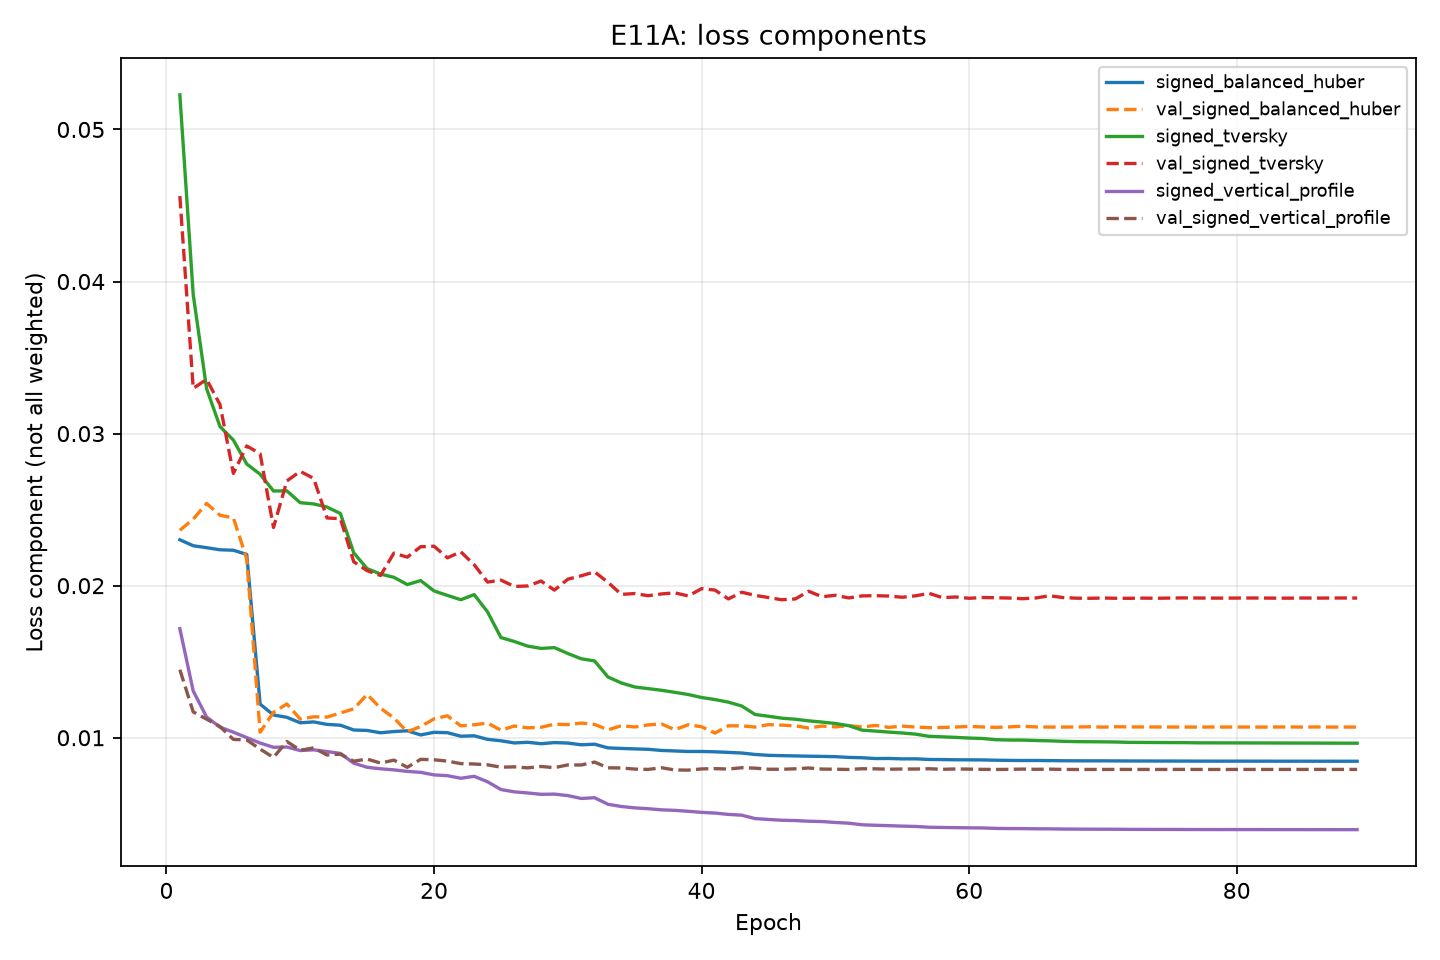 E11A: loss components
signed_balanced_huber
val_signed_balanced_huber
signed_tversky
val_signed_tversky
signed_vertical_profile
val_signed_vertical_profile
Loss component (not all weighted)
0.05
0.04
0.03
0.02
0.01
0 20 40 60 80
Epoch